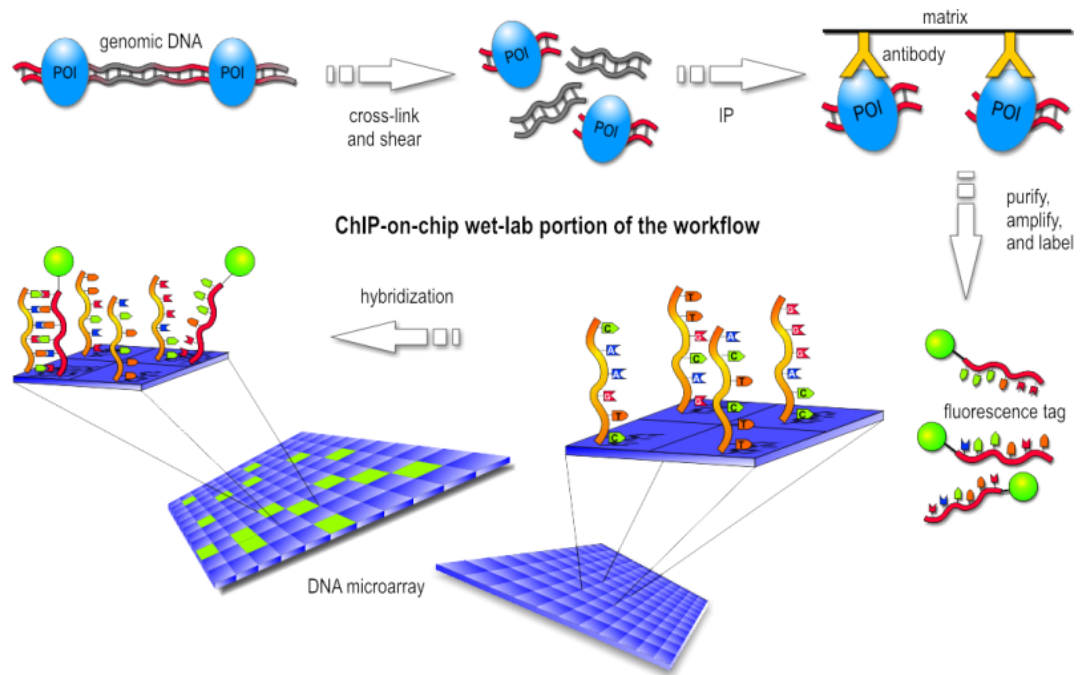 genomic DNA
POI
POI
cross-link
and shear
POI
POI
IP
matrix
antibody
POI
POI
purify,
amplify,
and label
ChIP-on-chip wet-lab portion of the workflow
hybridization
fluorescence tag
C
A
A
G
C
T
T
G
C
A
G
A
C
T
C
T
T
G
G
A
C
C
DNA microarray